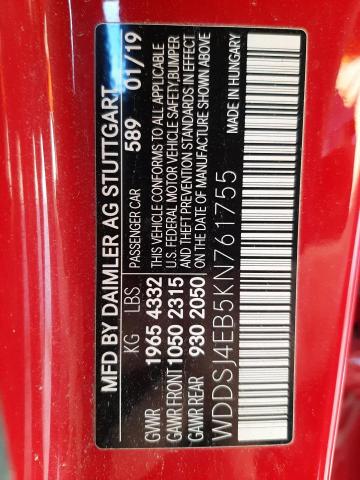 MFD BY DAIMLER AG STUTTGART
KG LBS PASSENGER CAR 589 01/19
GVWR 1965 4332 THIS VEHICLE CONFORMS TO ALL APPLICABLE
GAWR FRONT 1050 2315 U.S. FEDERAL MOTOR VEHICLE SAFETY, BUMPER
GAWR REAR 930 2050 AND THEFT PREVENTION STANDARDS IN EFFECT
ON THE DATE OF MANUFACTURE SHOWN ABOVE
WDDSJ4EB5KN761755 MADE IN HUNGARY